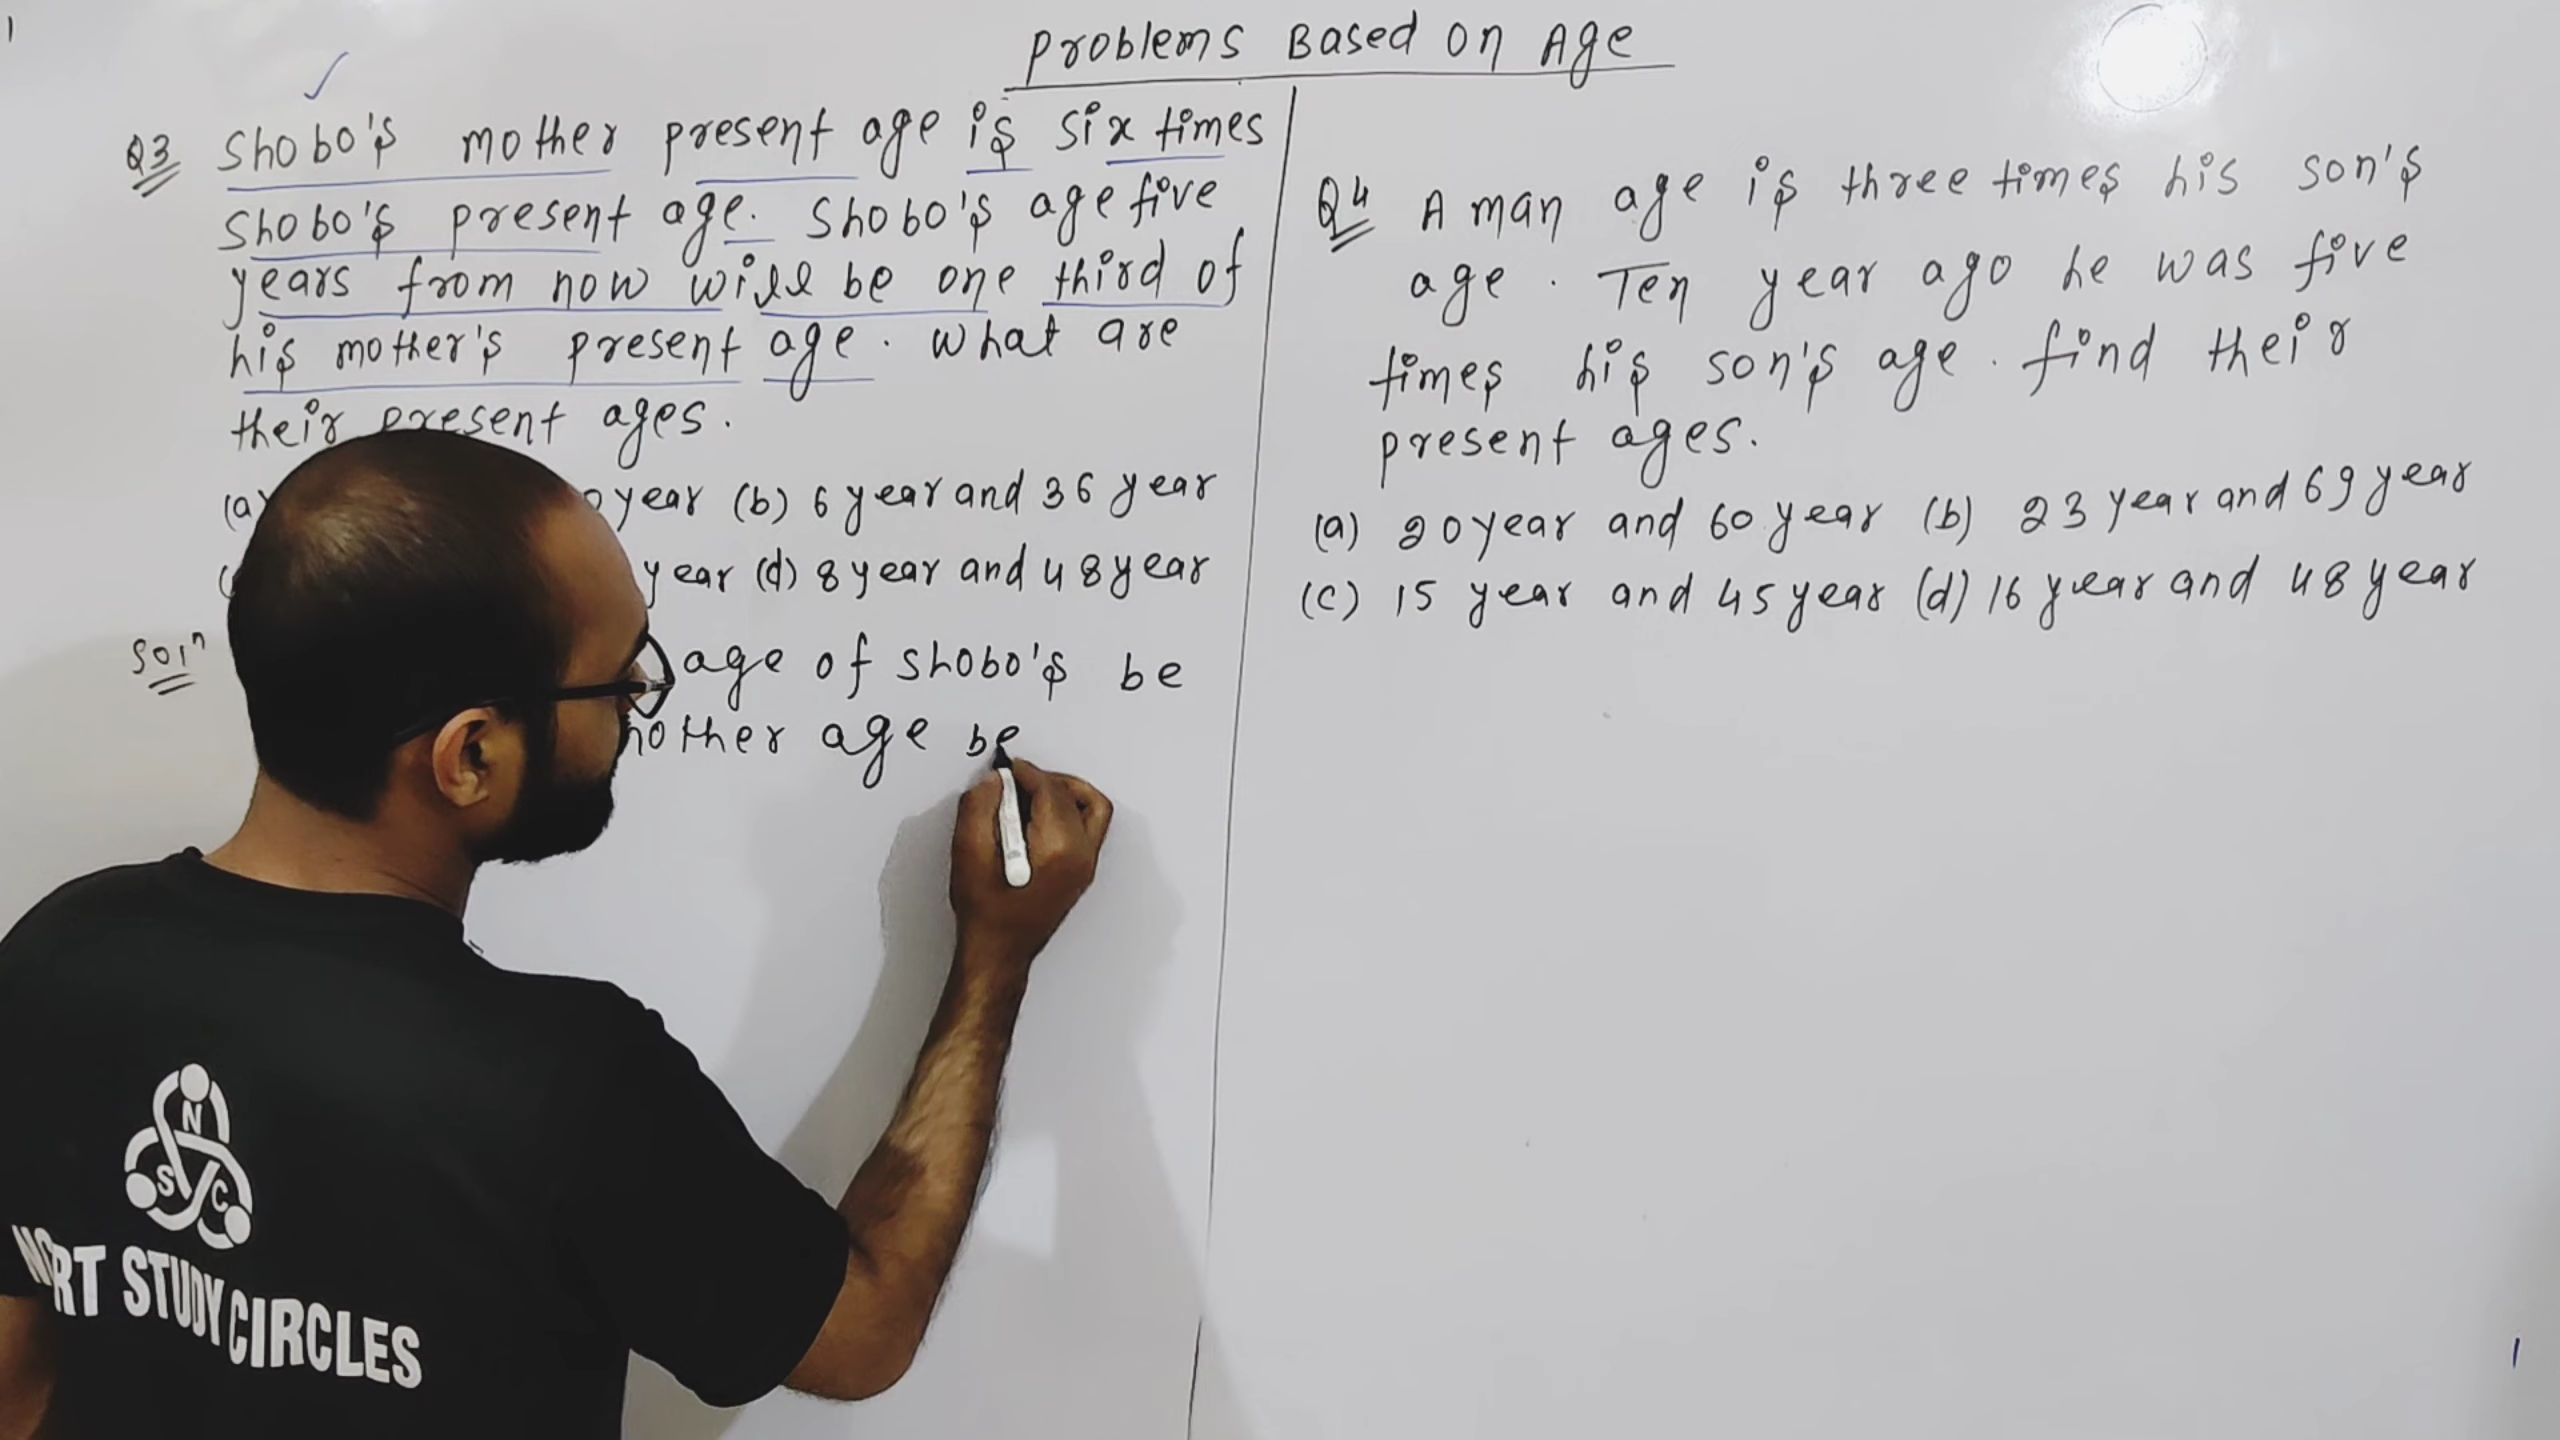 Problems Based on Age
Q3 Shobo's mother present age is six times
Shobo's present age. Shobo's age five
years from now will be one third of
his mother's present age. What are
their present ages.
(a) year (b) 6 year and 36 year
year (d) 8 year and 48 year
Soln age of shobo's be
mother age be
Q4 A man age is three times his son's
age. Ten year ago he was five
times his son's age. find their
present ages.
(a) 20 year and 60 year (b) 23 year and 69 year
(c) 15 year and 45 year (d) 16 year and 48 year
N
S C
STUDY CIRCLES